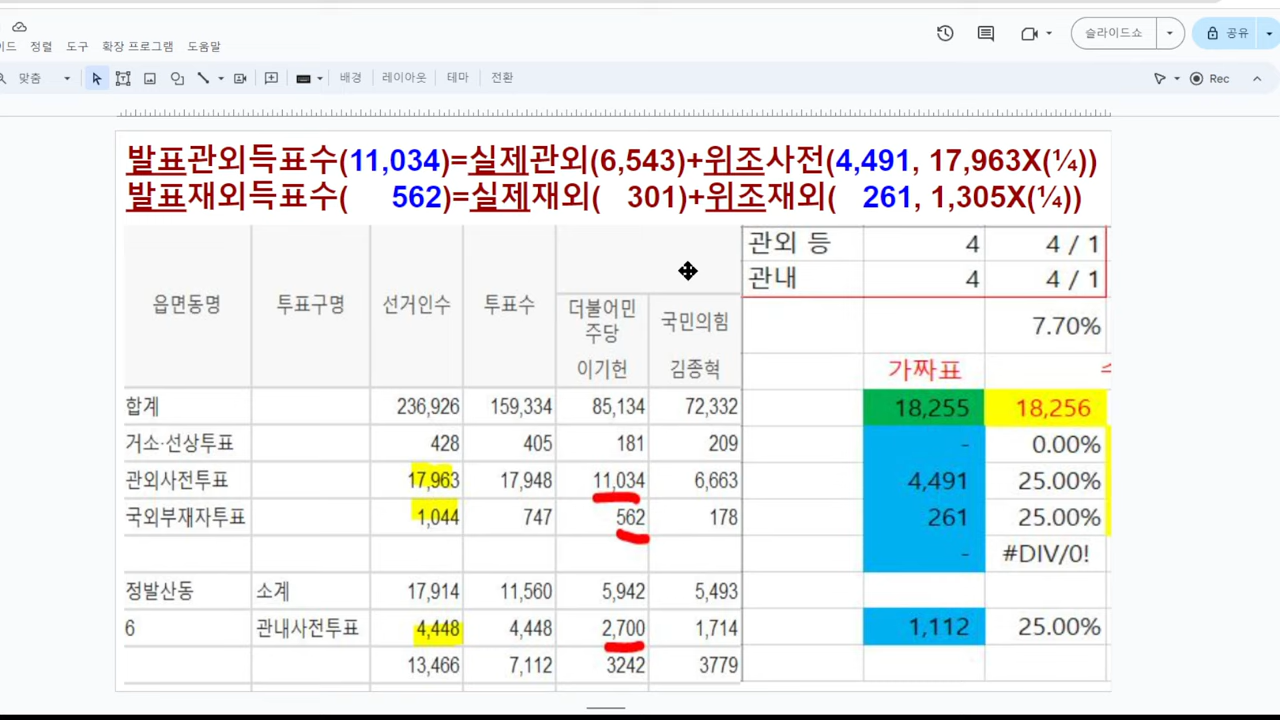 이드 정렬 도구 확장 프로그램 도움말
슬라이드쇼
공유
맞춤
배경 레이아웃 테마 전환
Rec
발표관외득표수(11,034)=실제관외(6,543)+위조사전(4,491, 17,963X(¼))
발표재외득표수( 562)=실제재외( 301)+위조재외( 261, 1,305X(¼))
읍면동명 투표구명 선거인수 투표수 더불어민
주당
이기헌 국민의힘
김종혁
관외 등 4 4 / 1
관내 4 4 / 1
7.70%
가짜표
합계 236,926 159,334 85,134 72,332 18,255 18,256
거소·선상투표 428 405 181 209 - 0.00%
관외사전투표 17,963 17,948 11,034 6,663 4,491 25.00%
국외부재자투표 1,044 747 562 178 261 25.00%
- #DIV/0!
정발산동 소계 17,914 11,560 5,942 5,493
6 관내사전투표 4,448 4,448 2,700 1,714 1,112 25.00%
13,466 7,112 3242 3779